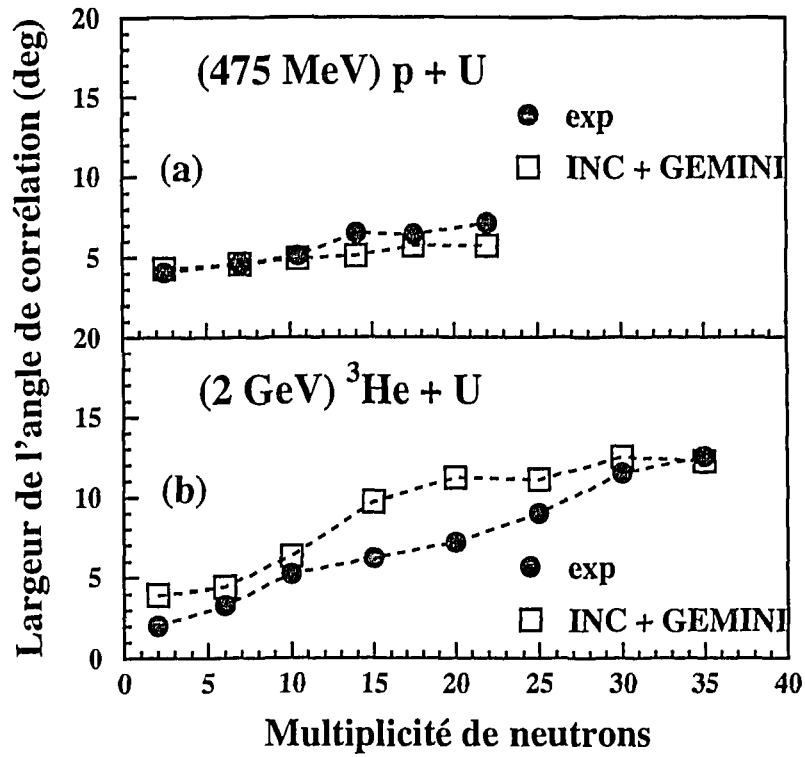 Largeur de l'angle de corrélation (deg)
20
(475 MeV) p + U
exp
15
INC + GEMINI
(a)
10
5
20
(2 GeV) ³He + U
15
10
(b)
exp
5
INC + GEMINI
0
0 5 10 15 20 25 30 35 40
Multiplicité de neutrons